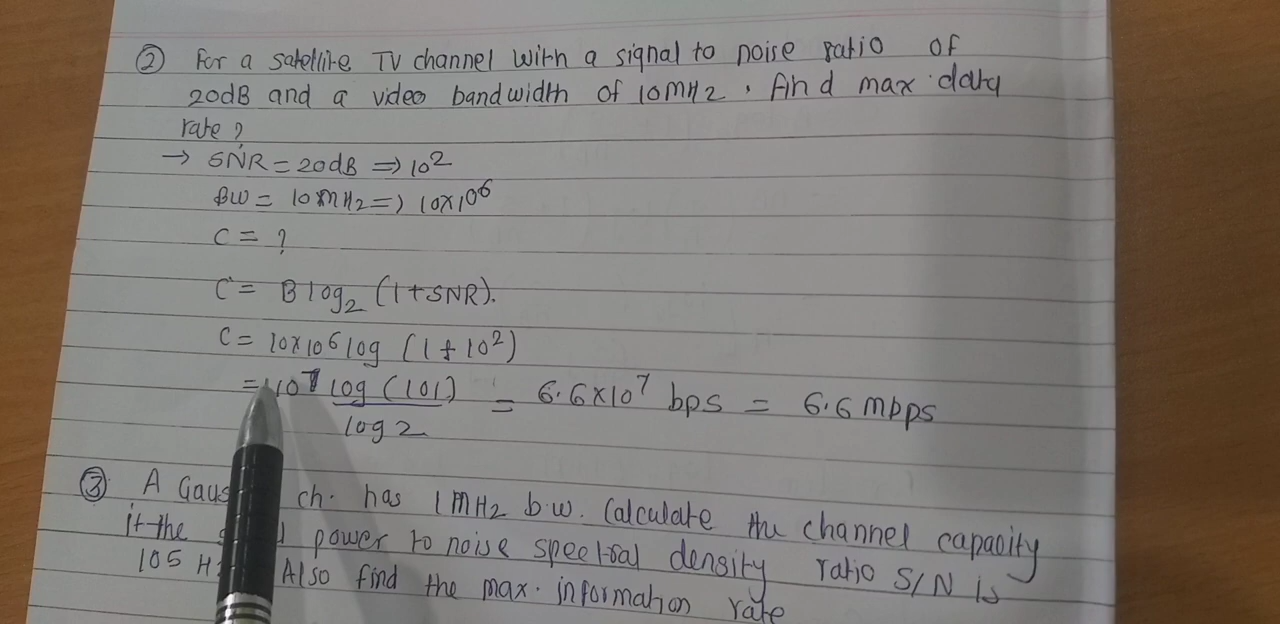 ② For a satellite TV channel with a signal to noise ratio of
20dB and a video bandwidth of 10MHz. find max data
rate?
→ SNR = 20dB ⇒ 10²
BW = 10MHz ⇒ 10×10⁶
C = ?
C = B log₂ (1+SNR).
C = 10×10⁶ log (1+10²)
= 10⁷ log (101) / log 2 = 6.6×10⁷ bps = 6.6 mbps
③ A Gaus ch. has 1MHz b.w. Calculate the channel capacity
if the power to noise spectral density ratio S/N is
105 H Also find the max. information rate